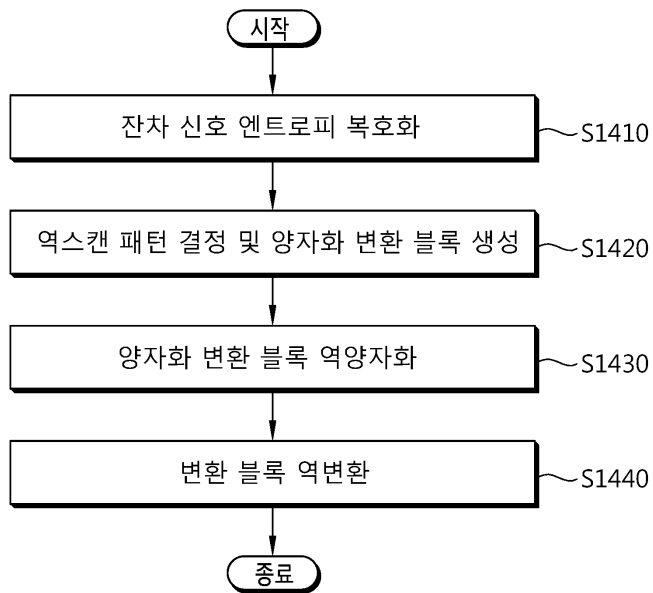 시작
잔차 신호 엔트로피 복호화
S1410
역스캔 패턴 결정 및 양자화 변환 블록 생성
S1420
양자화 변환 블록 역양자화
S1430
변환 블록 역변환
S1440
종료